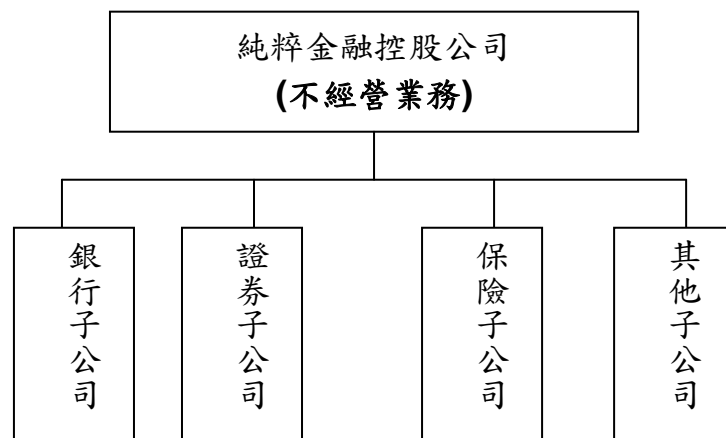 純粹金融控股公司
(不經營業務)
銀行子公司
證券子公司
保險子公司
其他子公司